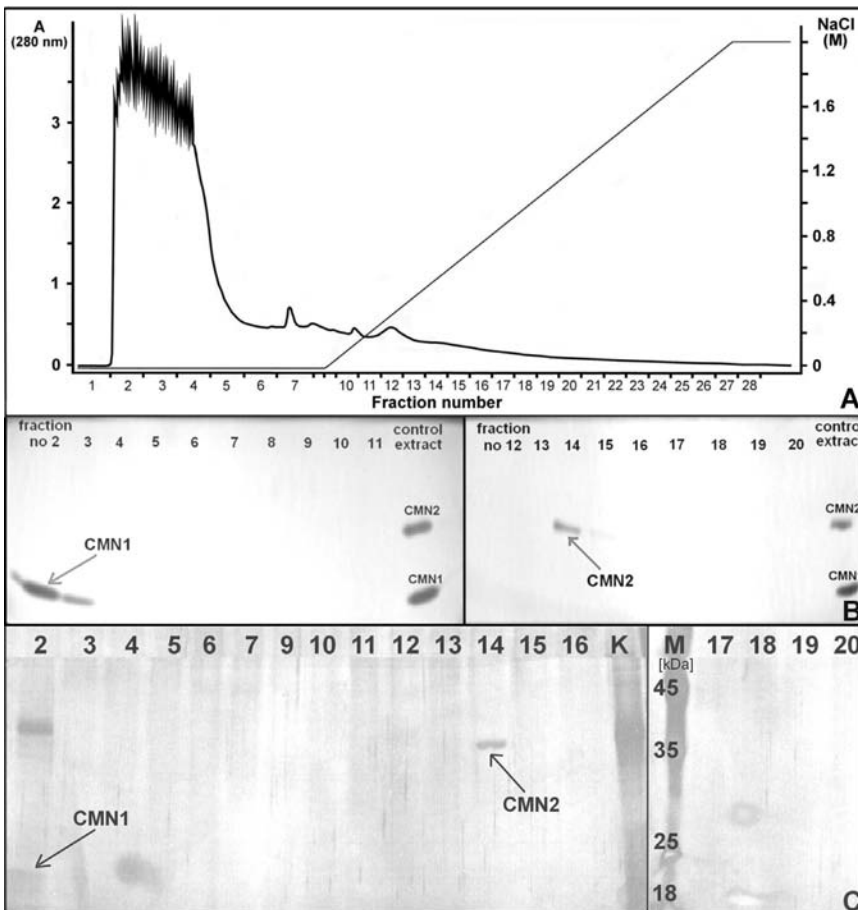 A
(280 nm)
NaCl
(M)
3
2
1
0
1.6
1.2
0.8
0.4
0
1 2 3 4 5 6 7 10 11 12 13 14 15 16 17 18 19 20 21 22 23 24 25 26 27 28
Fraction number
A
fraction
no 2 3 4 5 6 7 8 9 10 11
control
extract
CMN2
CMN1
CMN1
fraction
no 12 13 14 15 16 17 18 19 20
control
extract
CMN2
CMN2
CMN
B
2 3 4 5 6 7 9 10 11 12 13 14 15 16 K M 17 18 19 20
[kDa]
45
35
25
18
CMN2
CMN1
C